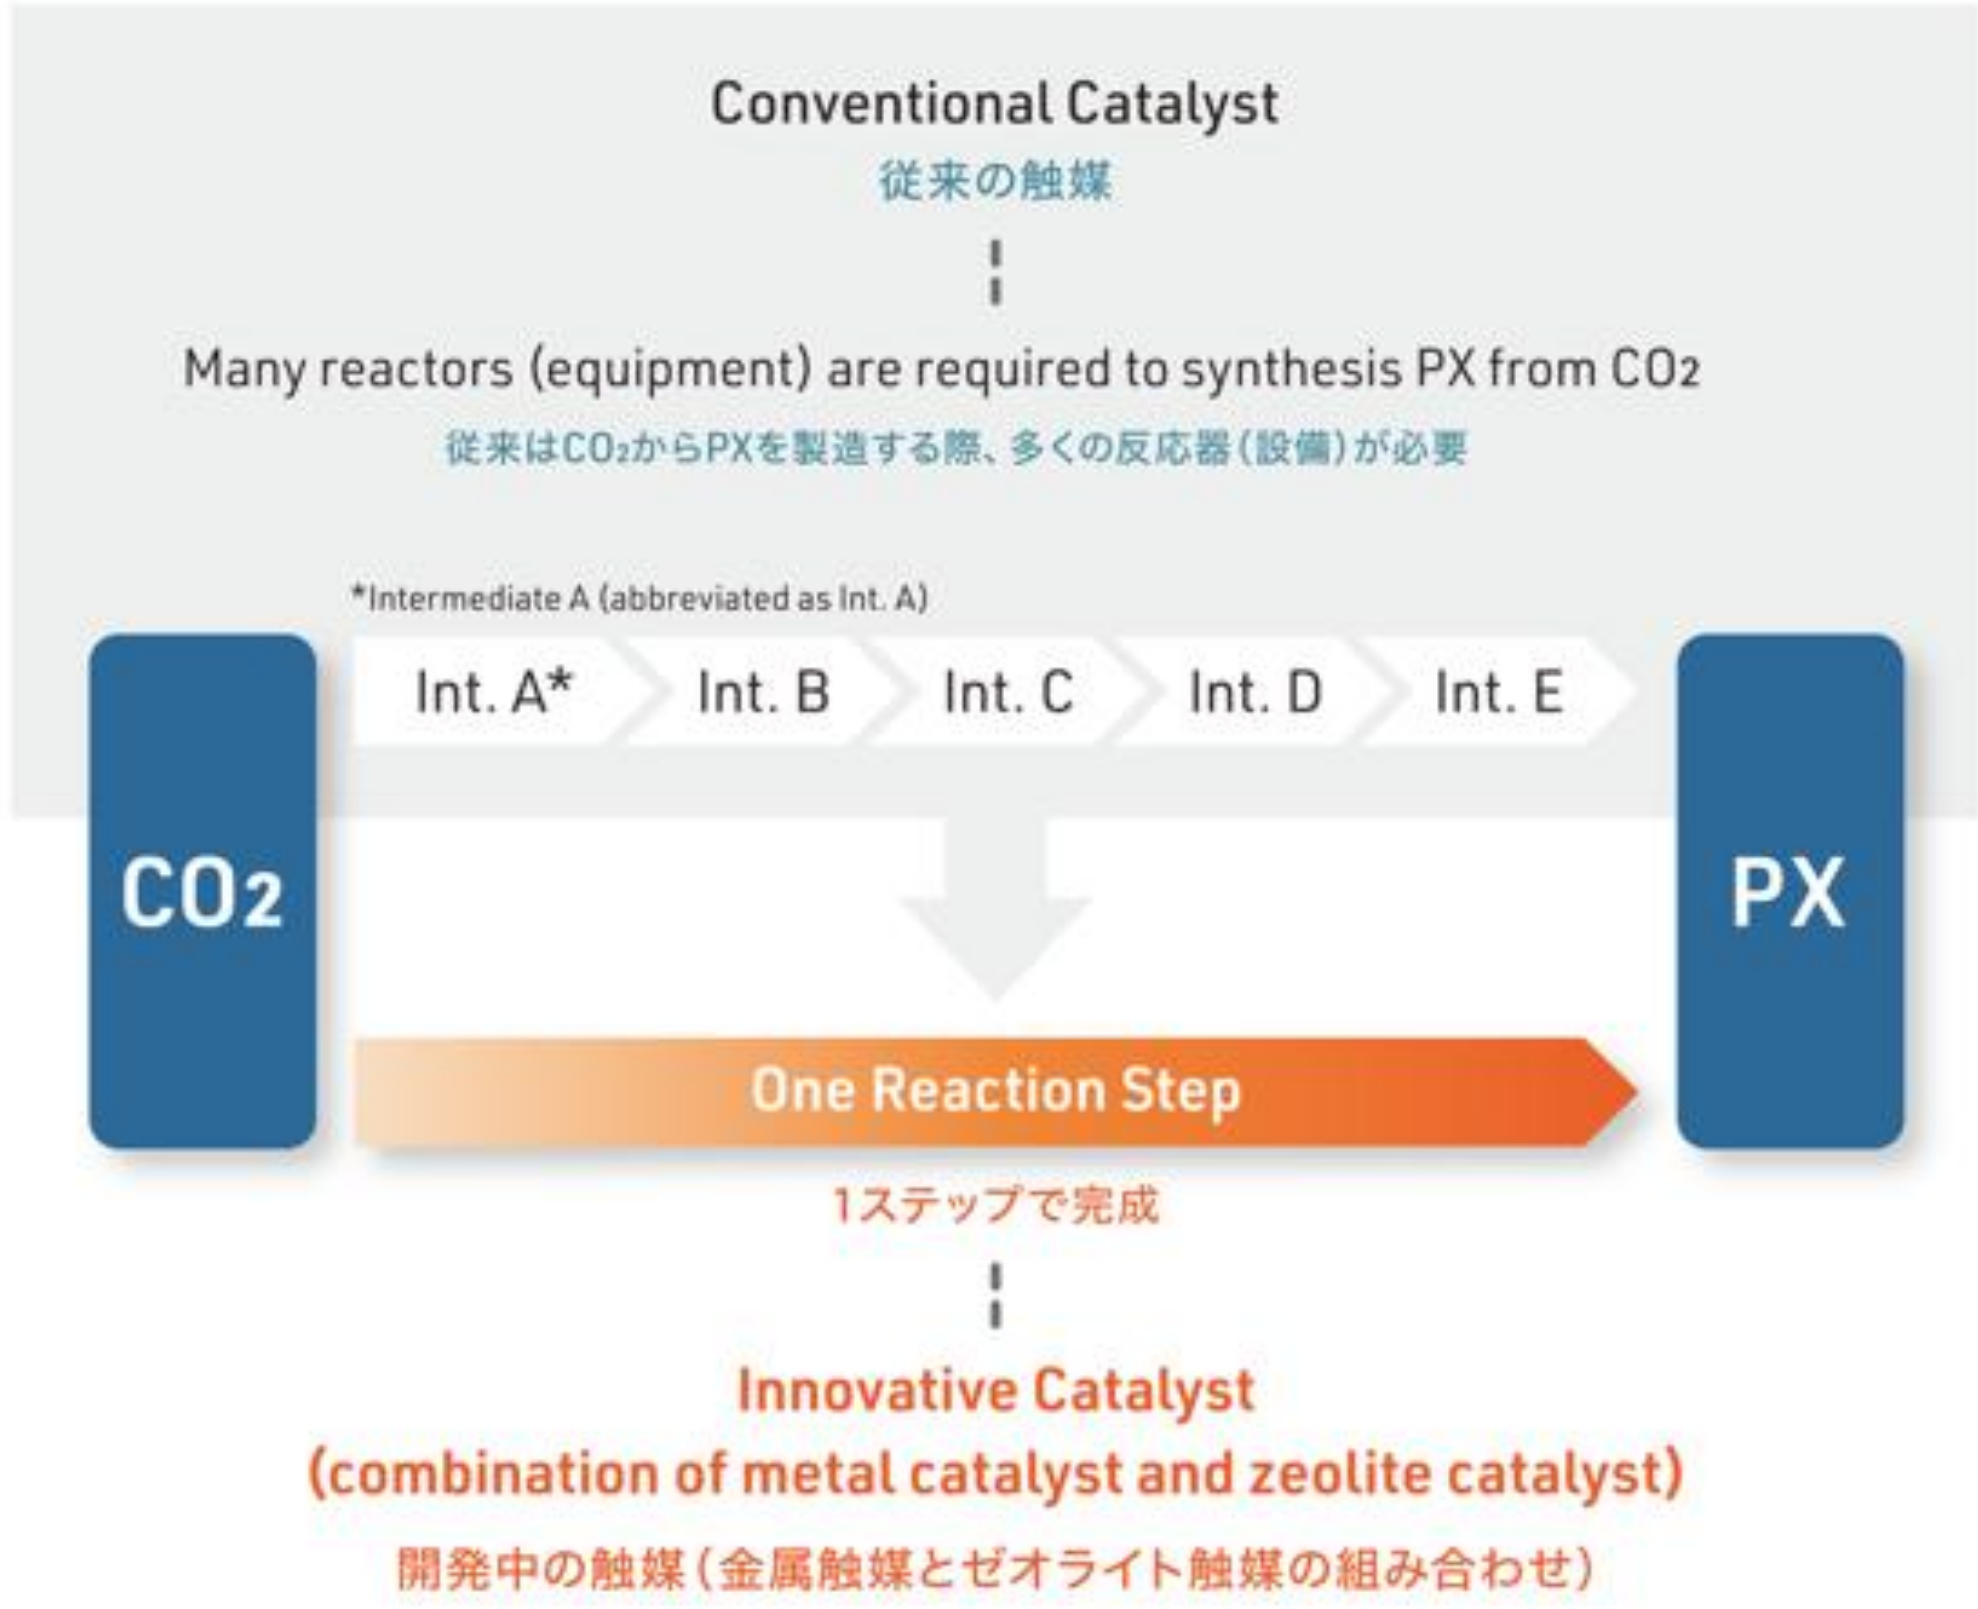 Conventional Catalyst
従来の触媒
Many reactors (equipment) are required to synthesis PX from CO2
従来はCO2からPXを製造する際、多くの反応器(設備)が必要
*Intermediate A (abbreviated as Int. A)
Int. A*
Int. B
Int. C
Int. D
Int. E
CO2
PX
One Reaction Step
1ステップで完成
Innovative Catalyst
(combination of metal catalyst and zeolite catalyst)
開発中の触媒(金属触媒とゼオライト触媒の組み合わせ)